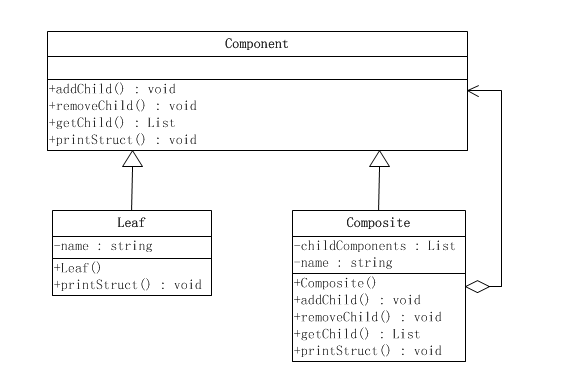 Component
+addChild() : void
+removeChild() : void
+getChild() : List
+printStruct() : void
Leaf
-name : string
+Leaf()
+printStruct() : void
Composite
-childComponents : List
-name : string
+Composite()
+addChild() : void
+removeChild() : void
+getChild() : List
+printStruct() : void